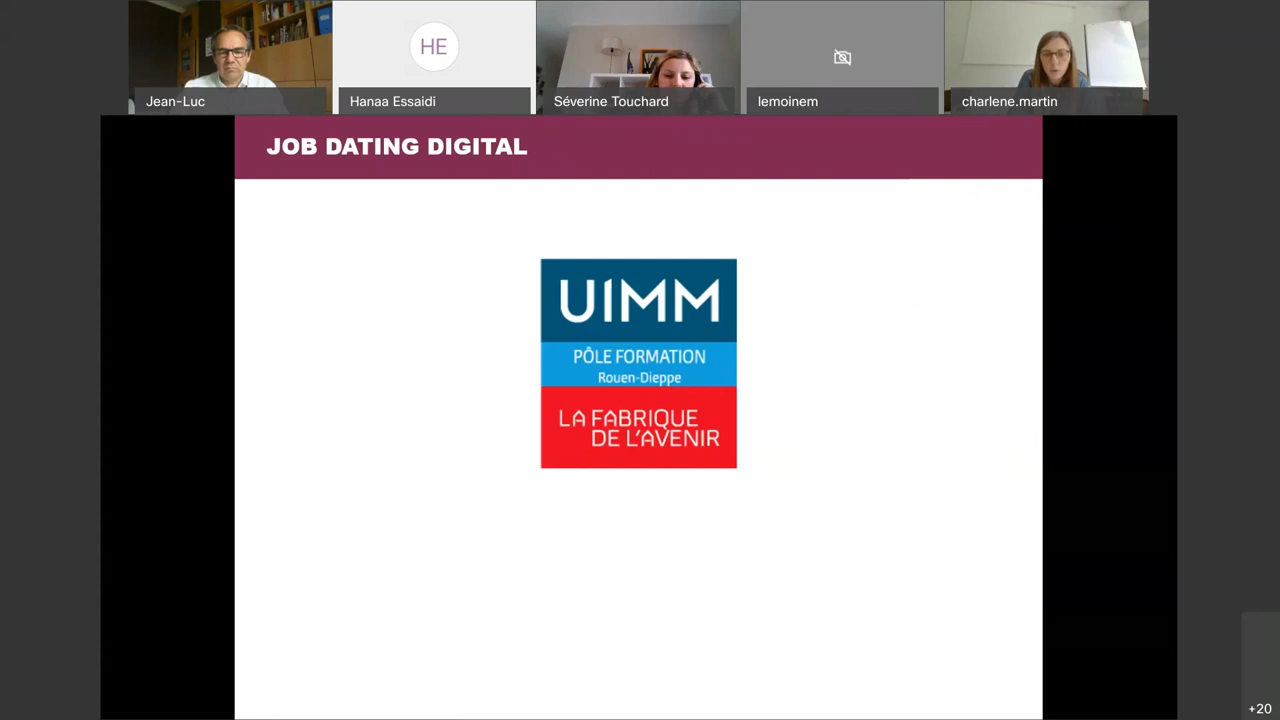 HE
Jean-Luc
Hanaa Essaidi
Séverine Touchard
lemoinem
charlene.martin
JOB DATING DIGITAL
UIMM
PÔLE FORMATION
Rouen-Dieppe
LA FABRIQUE
DE L'AVENIR
+20